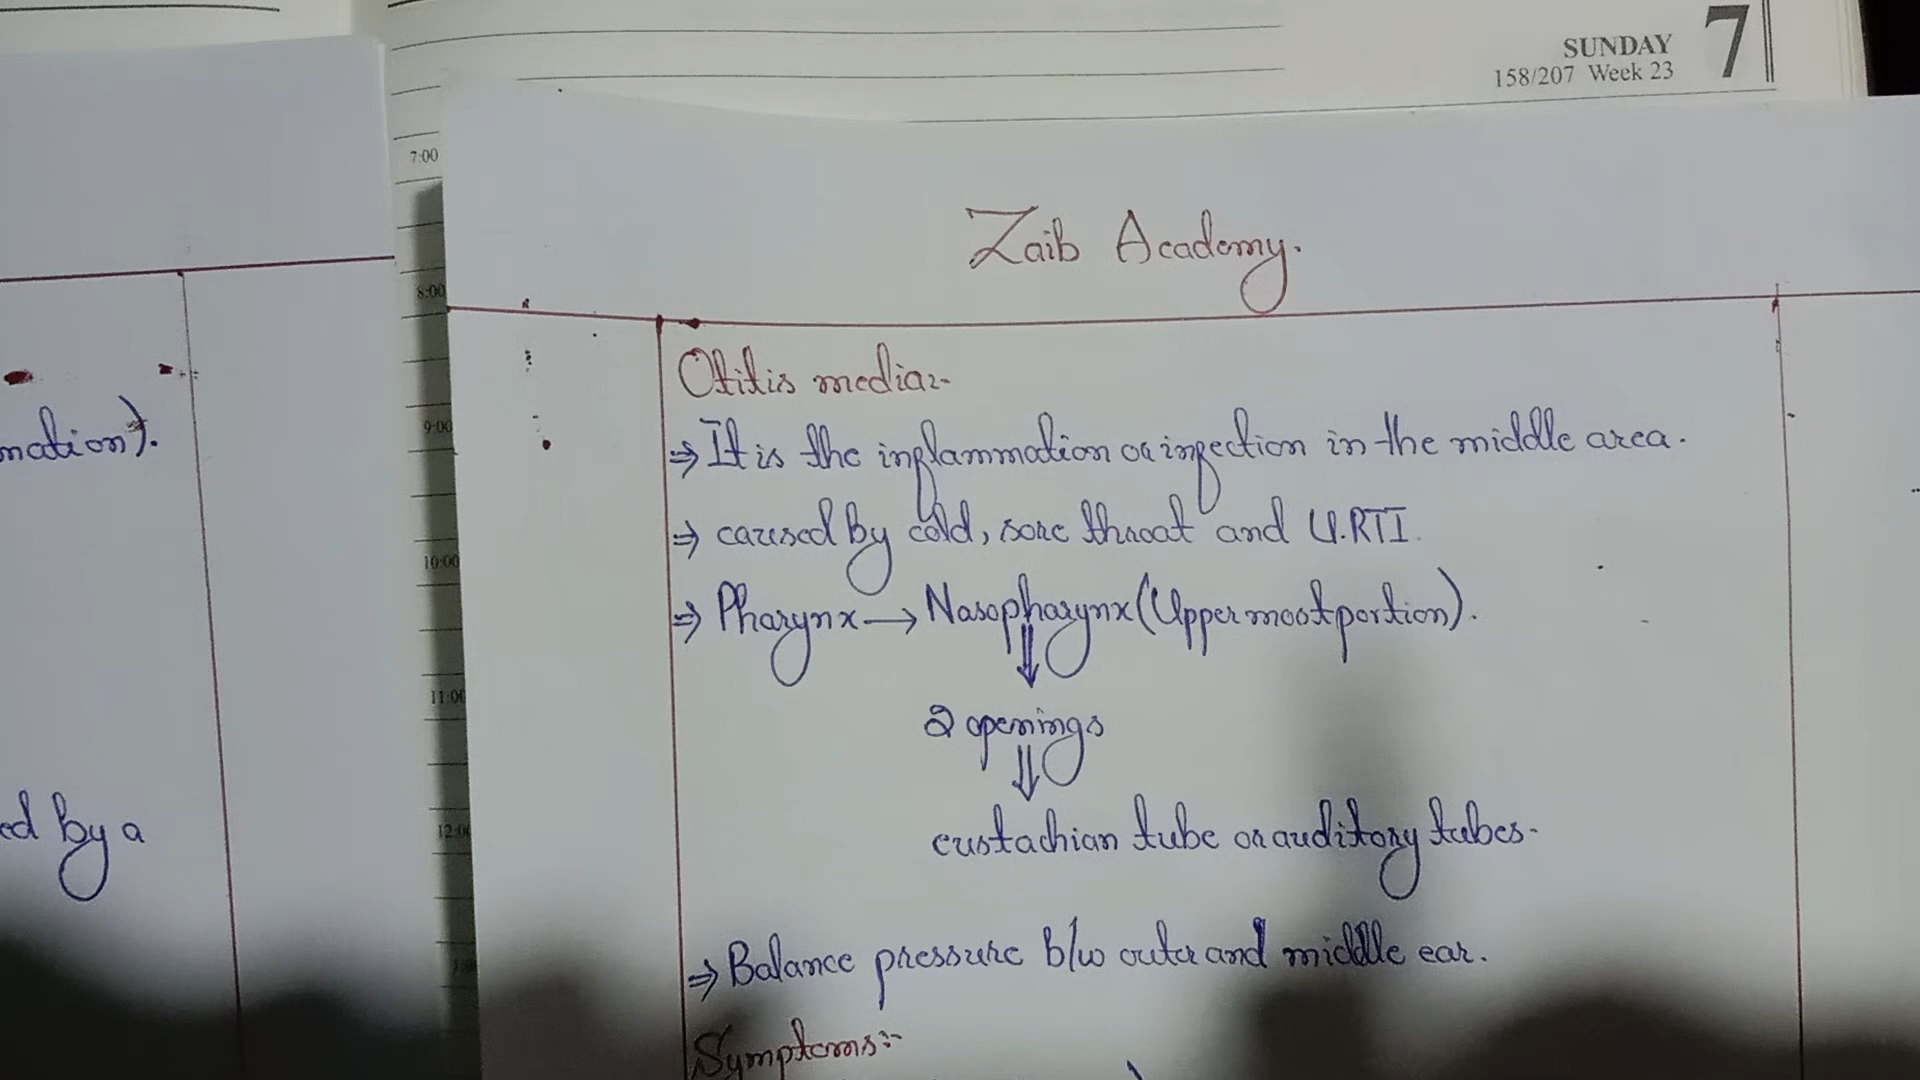 SUNDAY 7
158/207 Week 23
7:00
8:00
9:00
10:00
11:00
12:00
mation).
ed by a
Zaib Academy.
Otitis media:-
⇒ It is the inflammation or infection in the middle area.
⇒ caused by cold, sore throat and U.RTI.
⇒ Pharynx → Nasopharynx (Upper most portion).
⇓
2 openings
⇓
eustachian tube or auditory tubes.
⇒ Balance pressure b/w outer and middle ear.
Symptoms:-